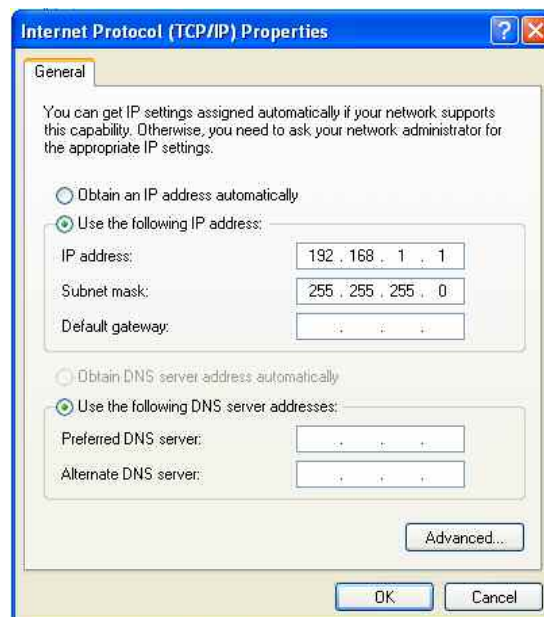 Internet Protocol (TCP/IP) Properties
General
You can get IP settings assigned automatically if your network supports
this capability. Otherwise, you need to ask your network administrator for
the appropriate IP settings.
Obtain an IP address automatically
Use the following IP address:
IP address: 192 . 168 . 1 . 1
Subnet mask: 255 . 255 . 255 . 0
Default gateway: . . .
Obtain DNS server address automatically
Use the following DNS server addresses:
Preferred DNS server: . . .
Alternate DNS server: . . .
Advanced...
OK Cancel